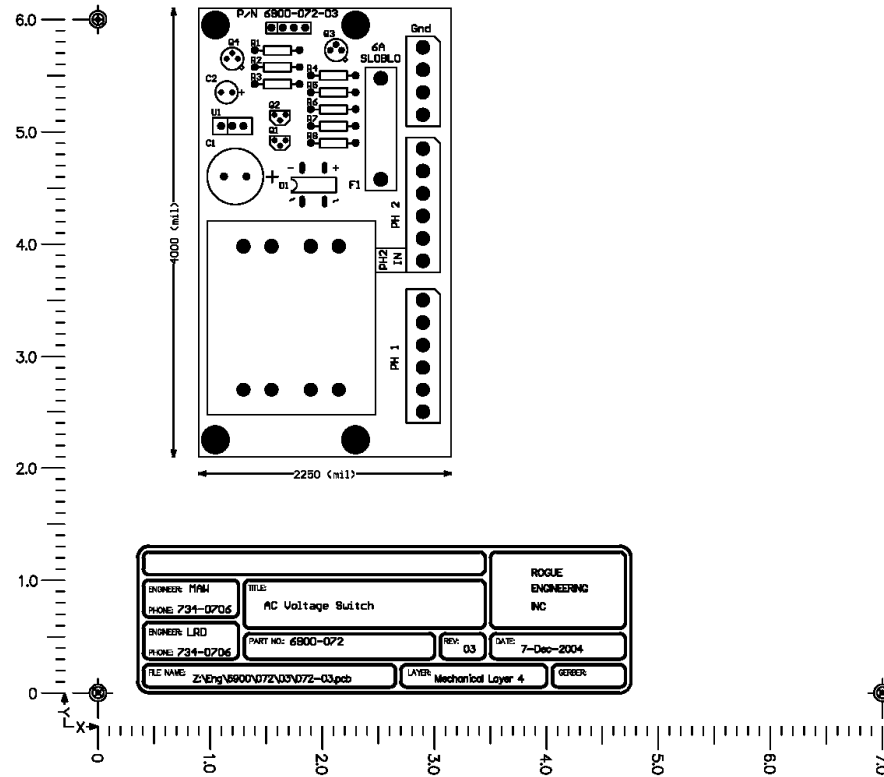 6.0
5.0
4.0
3.0
2.0
1.0
0
P/N 6800-072-03
Q4
R1
R2
R3
Q3
6A
SLOBLO
Gnd
C2
+
R4
R5
R6
R7
R8
U1
Q2
Q1
C1
+
- +
D1
~ ~
F1
PH 2
PH2
IN
PH 1
4000 (mil)
2250 (mil)
ROGUE
ENGINEERING
INC
ENGINEER: MAW
PHONE: 734-0706
TITLE:
AC Voltage Switch
ENGINEER: LRD
PHONE: 734-0706
PART NO.: 6800-072
REV:
03
DATE:
7-Dec-2004
FILE NAME: Z:\Eng\6900\072\03\072-03.pcb
LAYER: Mechanical Layer 4
GERBER:
Y
X
0
1.0
2.0
3.0
4.0
5.0
6.0
7.0